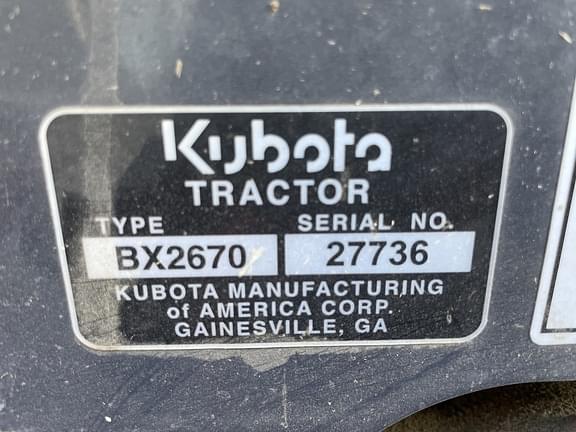 Kubota
TRACTOR
TYPE SERIAL NO.
BX2670 27736
KUBOTA MANUFACTURING
of AMERICA CORP.
GAINESVILLE, GA